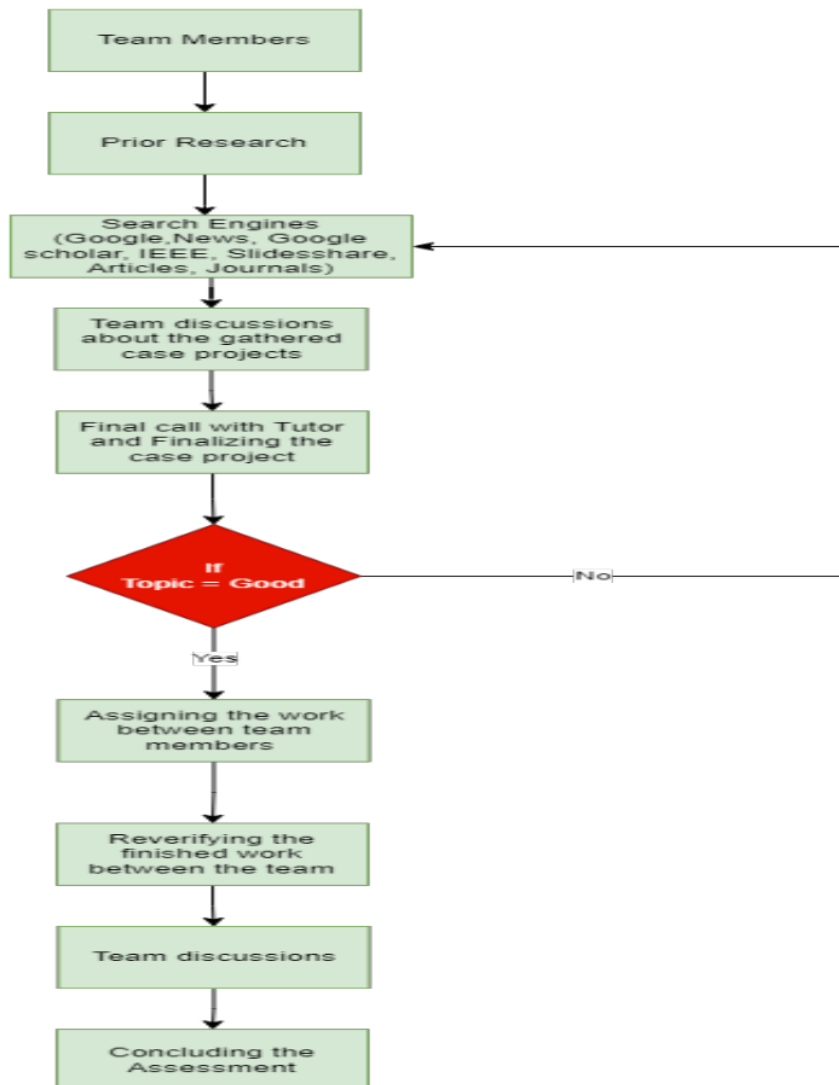 Team Members
Prior Research
Search Engines
(Google,News, Google
scholar, IEEE, Slidesshare,
Articles, Journals)
Team discussions
about the gathered
case projects
Final call with Tutor
and Finalizing the
case project
If
Topic = Good
No
Yes
Assigning the work
between team
members
Reverifying the
finished work
between the team
Team discussions
Concluding the
Assessment